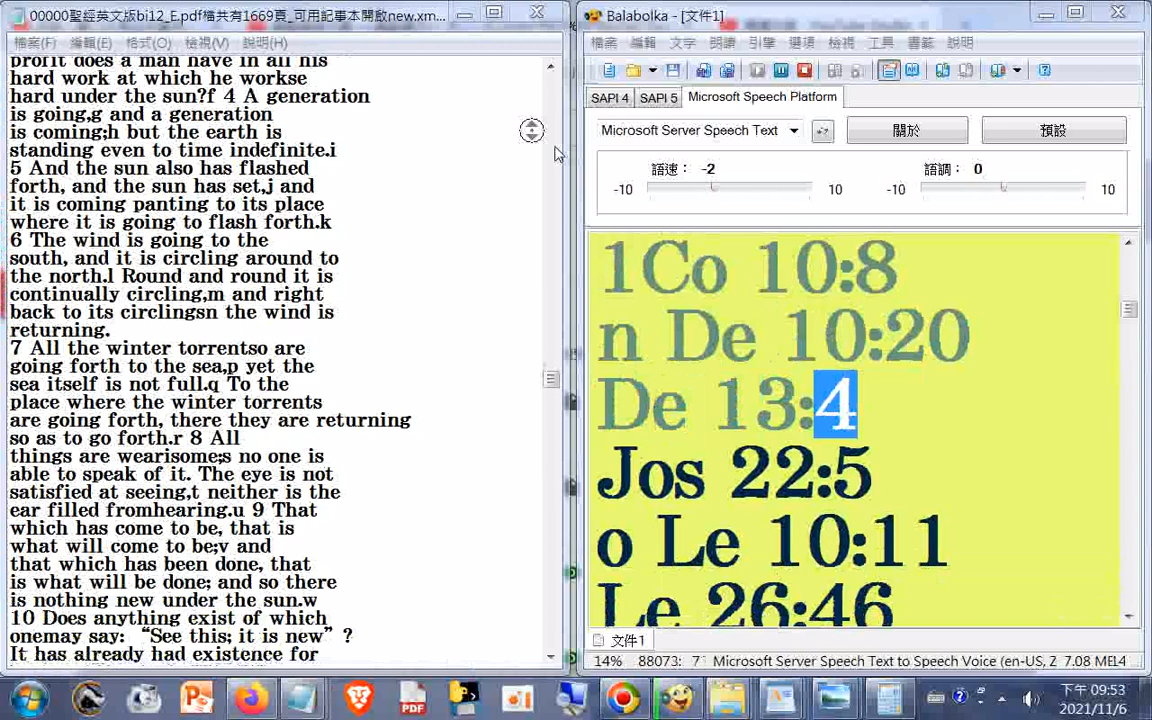 00000聖經英文版bi12_E.pdf檔共有1669頁_可用記事本開啟new.xm...
檔案(F) 編輯(E) 格式(O) 檢視(V) 說明(H)
profit does a man have in all his
hard work at which he workse
hard under the sun?f 4 A generation
is going,g and a generation
is coming;h but the earth is
standing even to time indefinite.i
5 And the sun also has flashed
forth, and the sun has set,j and
it is coming panting to its place
where it is going to flash forth.k
6 The wind is going to the
south, and it is circling around to
the north.l Round and round it is
continually circling,m and right
back to its circlingsn the wind is
returning.
7 All the winter torrentso are
going forth to the sea,p yet the
sea itself is not full.q To the
place where the winter torrents
are going forth, there they are returning
so as to go forth.r 8 All
things are wearisome;s no one is
able to speak of it. The eye is not
satisfied at seeing,t neither is the
ear filled fromhearing.u 9 That
which has come to be, that is
what will come to be;v and
that which has been done, that
is what will be done; and so there
is nothing new under the sun.w
10 Does anything exist of which
onemay say: “See this; it is new”?
It has already had existence for
Balabolka - [文件1]
檔案 編輯 文字 朗讀 引擎 選項 檢視 工具 書籤 說明
SAPI 4 SAPI 5 Microsoft Speech Platform
Microsoft Server Speech Text 關於 預設
語速： -2 語調： 0
-10 10 -10 10
1Co 10:8
n De 10:20
De 13:4
Jos 22:5
o Le 10:11
Le 26:46
文件1
14% 88073: 7 Microsoft Server Speech Text to Speech Voice (en-US, 2 7.08 ME14
PDF
下午 09:53
2021/11/6